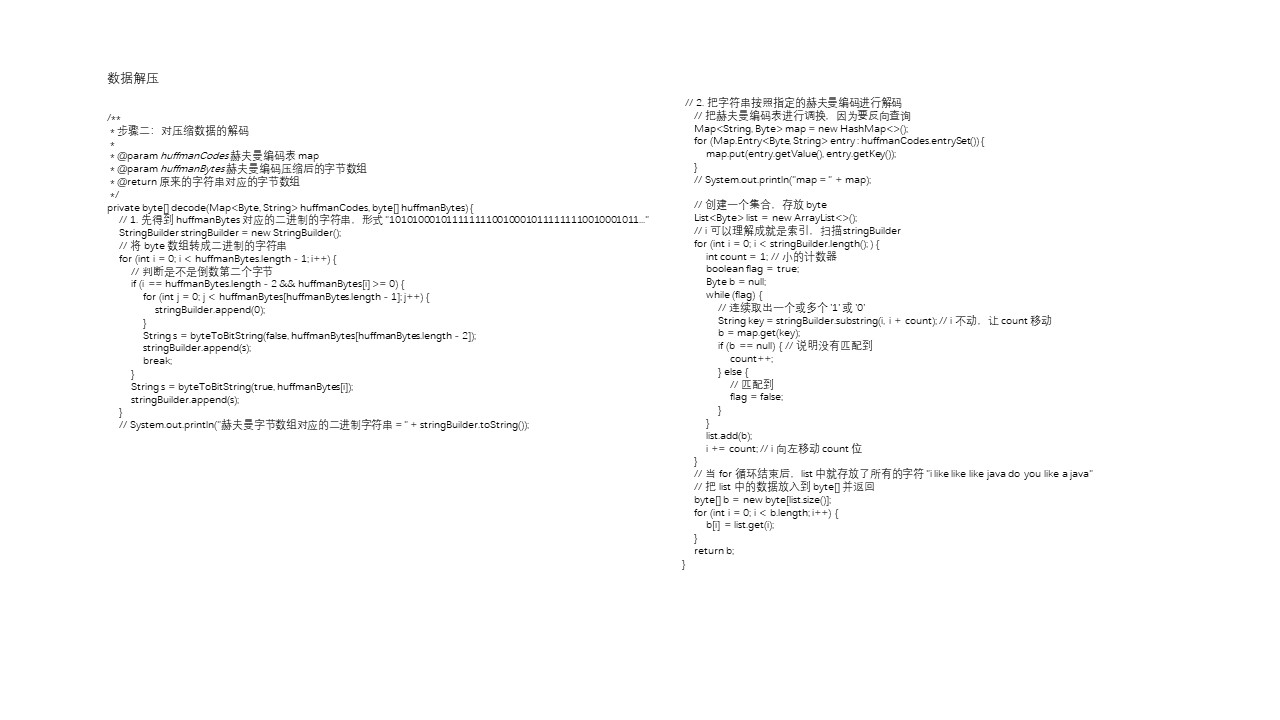 数据解压
/**
 * 步骤二：对压缩数据的解码
 *
 * @param huffmanCodes 赫夫曼编码表 map
 * @param huffmanBytes 赫夫曼编码压缩后的字节数组
 * @return 原来的字符串对应的字节数组
 */
private byte[] decode(Map<Byte, String> huffmanCodes, byte[] huffmanBytes) {
    // 1. 先得到 huffmanBytes 对应的二进制的字符串，形式 "1010100010111111110010001011111111001000​1011..."
    StringBuilder stringBuilder = new StringBuilder();
    // 将 byte 数组转成二进制的字符串
    for (int i = 0; i < huffmanBytes.length - 1; i++) {
        // 判断是不是倒数第二个字节
        if (i == huffmanBytes.length - 2 && huffmanBytes[i] >= 0) {
            for (int j = 0; j < huffmanBytes[huffmanBytes.length - 1]; j++) {
                stringBuilder.append(0);
            }
            String s = byteToBitString(false, huffmanBytes[huffmanBytes.length - 2]);
            stringBuilder.append(s);
            break;
        }
        String s = byteToBitString(true, huffmanBytes[i]);
        stringBuilder.append(s);
    }
    // System.out.println("赫夫曼字节数组对应的二进制字符串 = " + stringBuilder.toString());
// 2. 把字符串按照指定的赫夫曼编码进行解码
    // 把赫夫曼编码表进行调换，因为要反向查询
    Map<String, Byte> map = new HashMap<>();
    for (Map.Entry<Byte, String> entry : huffmanCodes.entrySet()) {
        map.put(entry.getValue(), entry.getKey());
    }
    // System.out.println("map = " + map);
    // 创建一个集合，存放 byte
    List<Byte> list = new ArrayList<>();
    // i 可以理解成就是索引，扫描stringBuilder
    for (int i = 0; i < stringBuilder.length(); ) {
        int count = 1; // 小的计数器
        boolean flag = true;
        Byte b = null;
        while (flag) {
            // 连续取出一个或多个 '1' 或 '0'
            String key = stringBuilder.substring(i, i + count); // i 不动，让 count 移动
            b = map.get(key);
            if (b == null) { // 说明没有匹配到
                count++;
            } else {
                // 匹配到
                flag = false;
            }
        }
        list.add(b);
        i += count; // i 向左移动 count 位
    }
    // 当 for 循环结束后，list 中就存放了所有的字符 "i like like like java do you like a java"
    // 把 list 中的数据放入到 byte[] 并返回
    byte[] b = new byte[list.size()];
    for (int i = 0; i < b.length; i++) {
        b[i] = list.get(i);
    }
    return b;
}